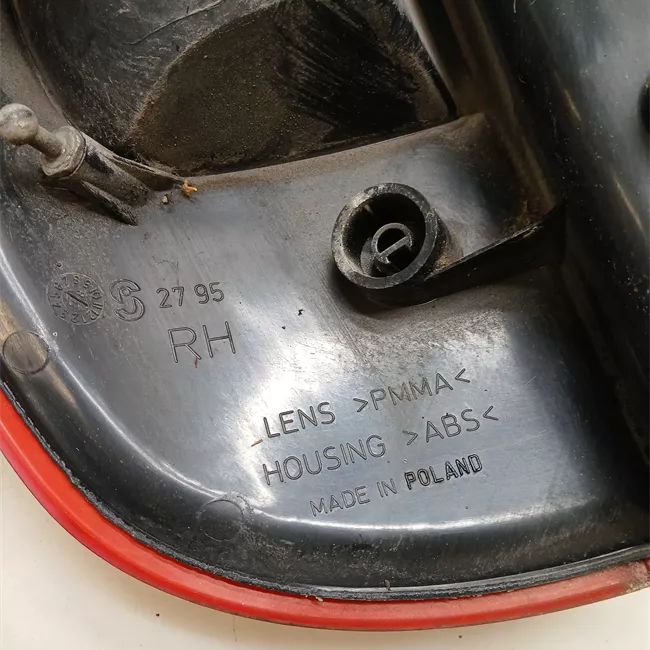 27 95
RH
LENS >PMMA<
HOUSING >ABS<
MADE IN POLAND